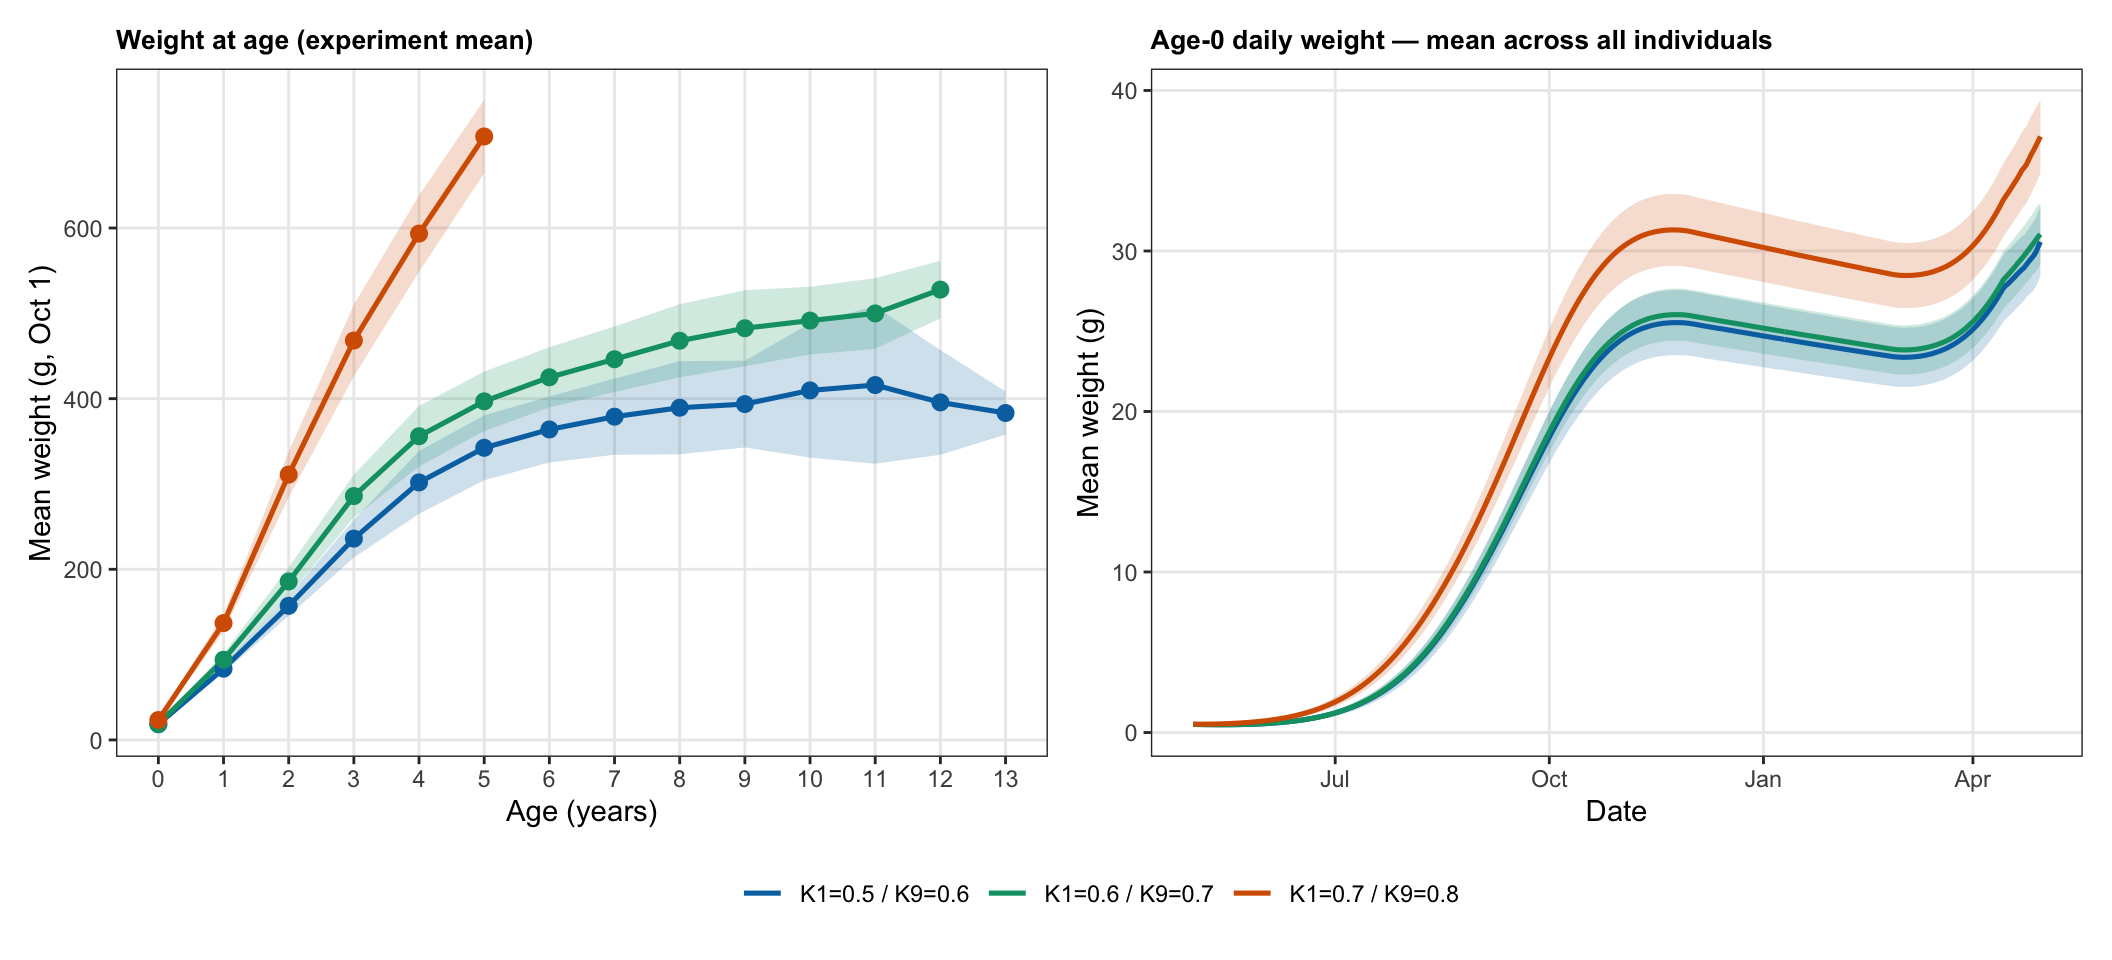 Weight at age (experiment mean)
Age-0 daily weight — mean across all individuals
Mean weight (g, Oct 1)
600
400
200
0
0 1 2 3 4 5 6 7 8 9 10 11 12 13
Age (years)
Mean weight (g)
40
30
20
10
0
Jul Oct Jan Apr
Date
K1=0.5 / K9=0.6 K1=0.6 / K9=0.7 K1=0.7 / K9=0.8